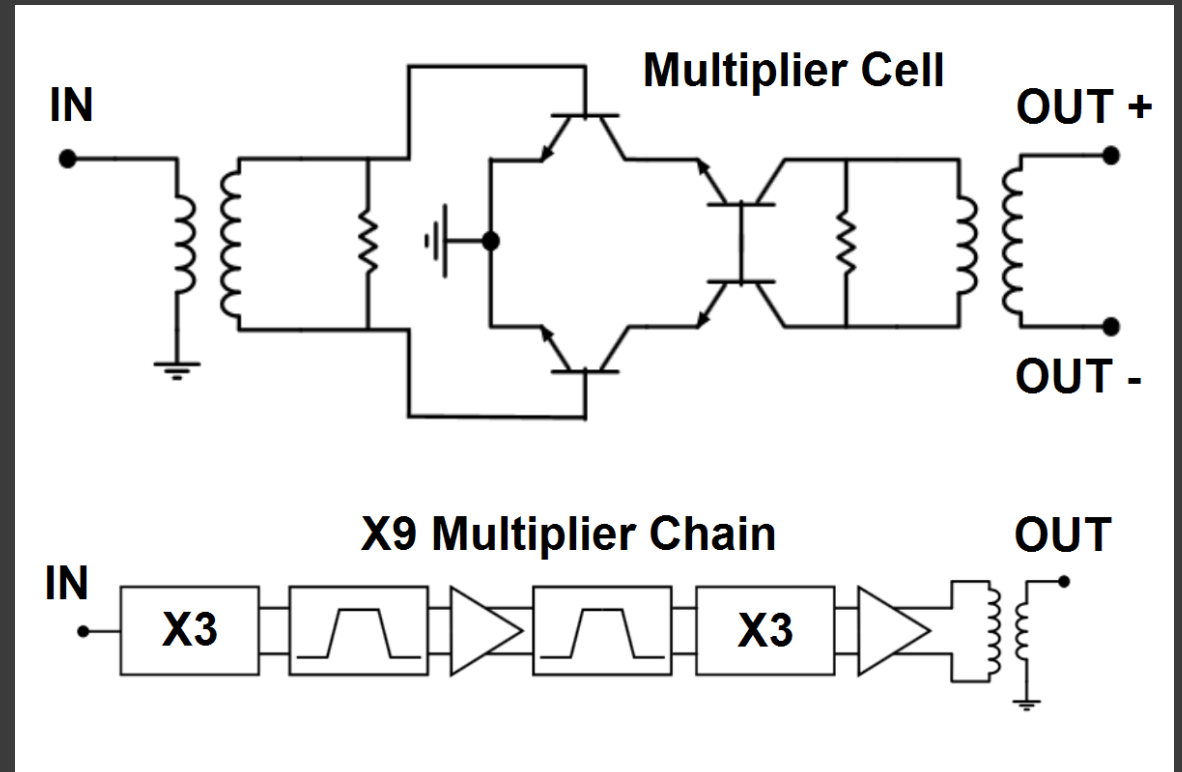 Multiplier Cell
IN
OUT +
OUT -
X9 Multiplier Chain
OUT
IN
X3
X3